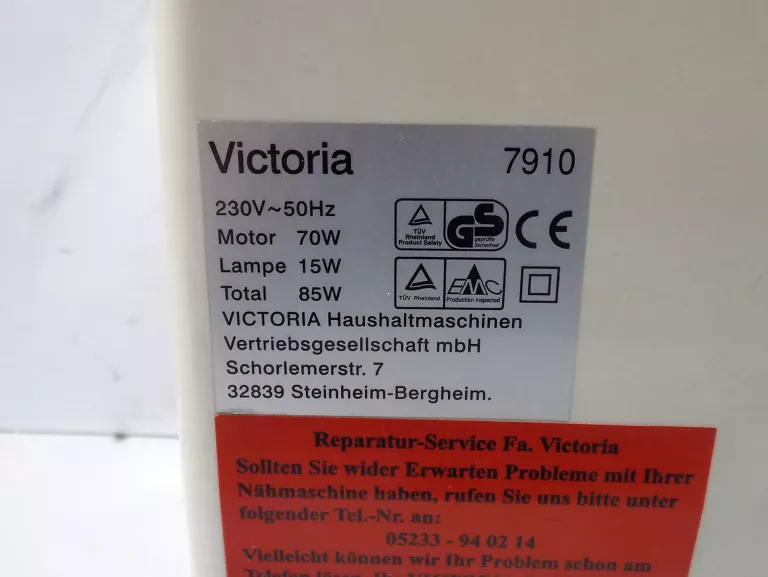 Victoria 7910
230V~50Hz
Motor 70W
Lampe 15W
Total 85W
TÜV
Rheinland
Product Safety
GS
geprüfte
Sicherheit
CE
TÜV Rheinland
EMC
Production inspected
VICTORIA Haushaltmaschinen
Vertriebsgesellschaft mbH
Schorlemerstr. 7
32839 Steinheim-Bergheim.
Reparatur-Service Fa. Victoria
Sollten Sie wider Erwarten Probleme mit Ihrer
Nähmaschine haben, rufen Sie uns bitte unter
folgender Tel.-Nr. an:
05233 - 94 02 14
Vielleicht können wir Ihr Problem schon am
Telefon